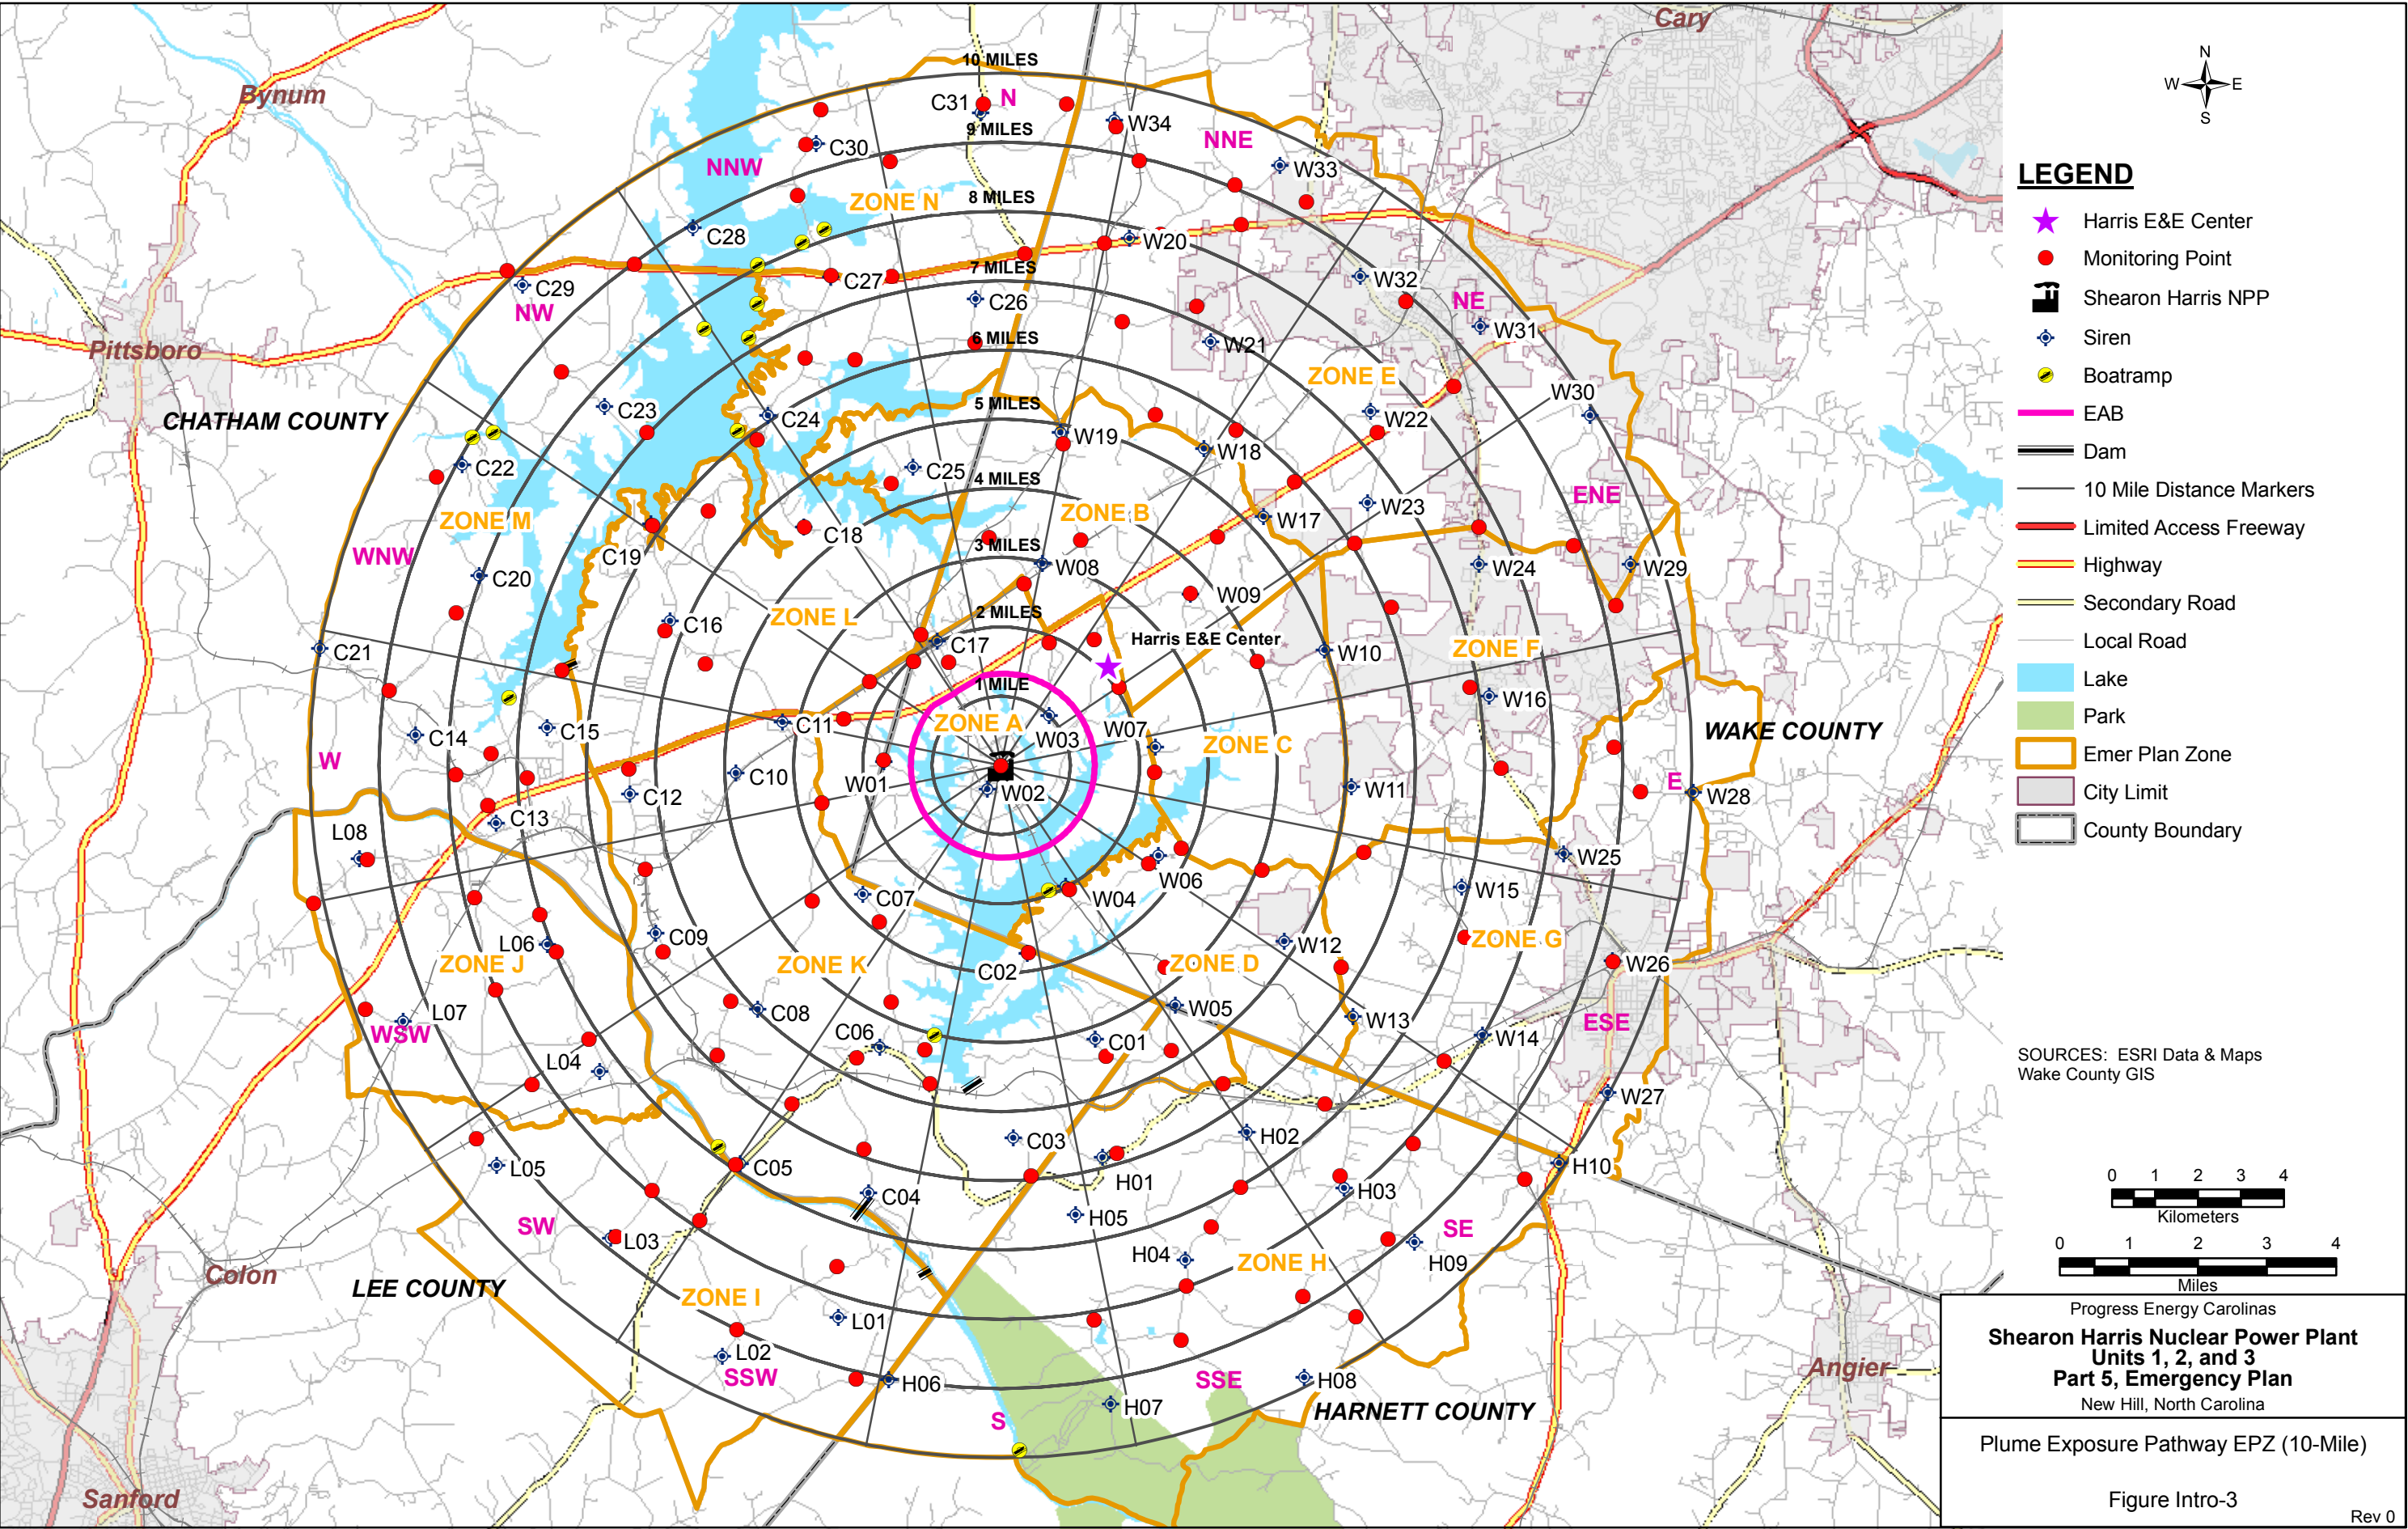 Cary
Bynum
10 MILES
C31
N
9 MILES
W34
NNE
C30
W33
NNW
ZONE N
8 MILES
C28
W20
C27
7 MILES
W32
C29
NW
C26
NE
W31
6 MILES
W21
Pittsboro
ZONE E
W30
CHATHAM COUNTY
C23
C24
5 MILES
W19
W22
W18
C22
C25
4 MILES
ENE
ZONE M
ZONE B
W23
W17
C18
3 MILES
WNW
C19
W08
W24
W29
C20
W09
ZONE L
2 MILES
C16
Harris E&E Center
C17
W10
ZONE F
C21
1 MILE
W16
C14
C15
C11
ZONE A
W03
W07
ZONE C
WAKE COUNTY
W
C10
W01
W02
W11
E
W28
C12
C13
L08
W25
W06
W15
C07
W04
C09
W12
ZONE G
L06
ZONE J
ZONE K
C02
ZONE D
W26
L07
C08
W05
W13
ESE
WSW
C06
C01
W14
L04
W27
C03
H02
L05
C05
H01
H10
C04
H03
SW
L03
H05
SE
H04
ZONE H
H09
Colon
LEE COUNTY
ZONE I
L01
L02
SSW
H06
SSE
H08
Angier
S
H07
HARNETT COUNTY
Sanford
N
W E
S
LEGEND
Harris E&E Center
Monitoring Point
Shearon Harris NPP
Siren
Boatramp
EAB
Dam
10 Mile Distance Markers
Limited Access Freeway
Highway
Secondary Road
Local Road
Lake
Park
Emer Plan Zone
City Limit
County Boundary
SOURCES: ESRI Data & Maps
Wake County GIS
0 1 2 3 4
Kilometers
0 1 2 3 4
Miles
Progress Energy Carolinas
Shearon Harris Nuclear Power Plant
Units 1, 2, and 3
Part 5, Emergency Plan
New Hill, North Carolina
Plume Exposure Pathway EPZ (10-Mile)
Figure Intro-3
Rev 0